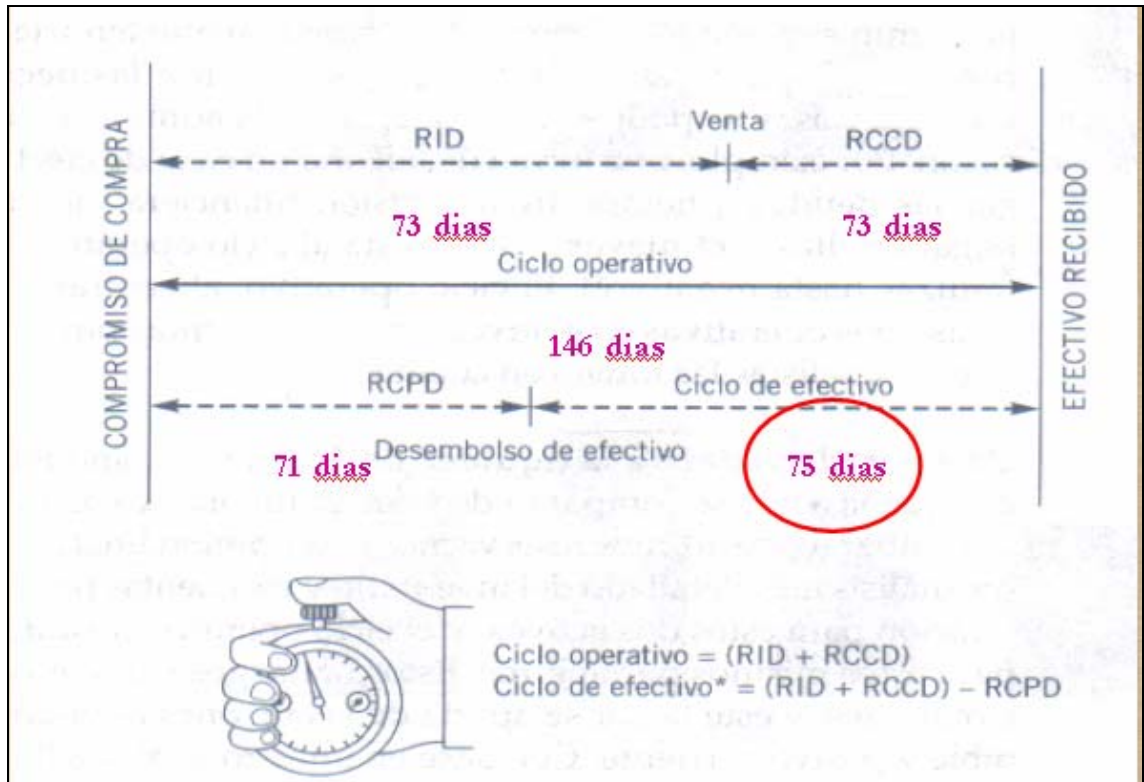 COMPROMISO DE COMPRA
RID
Venta
RCCD
73 dias
73 dias
Ciclo operativo
146 dias
RCPD
Ciclo de efectivo
Desembolso de efectivo
71 dias
75 dias
EFECTIVO RECIBIDO
Ciclo operativo = (RID + RCCD)
Ciclo de efectivo* = (RID + RCCD) – RCPD